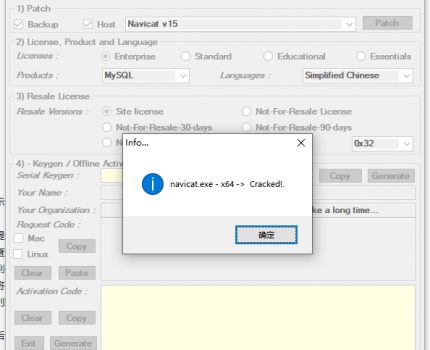 1) Patch
Backup Host Navicat v15 Patch
2) License, Product and Language
Licenses : Enterprise Standard Educational Essentials
Products : MySQL Languages : Simplified Chinese
3) Resale License
Resale Versions : Site license Not-For-Resale License
Not-For-Resale-30-days Not-For-Resale-90-days
0x32
Info...
navicat.exe - x64 -> Cracked!.
确定
4) - Keygen / Offline Activ
Serial Keygen : Copy Generate
Your Name :
Your Organization : ke a long time...
Request Code :
Mac
Linux
Copy
Clear Paste
Activation Code :
Clear Copy
Exit Generate